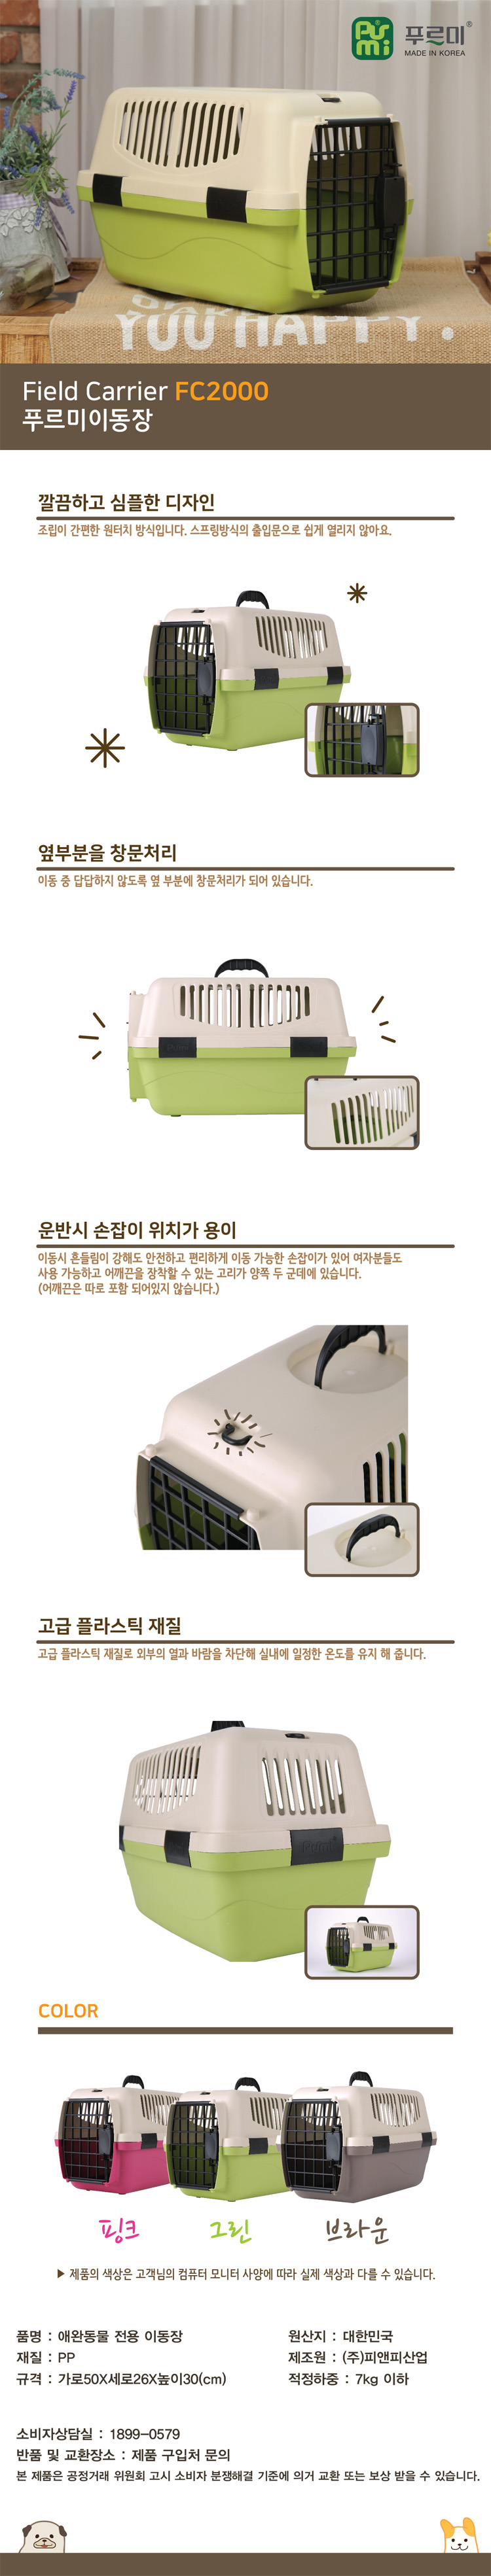 Pur
mi
푸르미®
MADE IN KOREA
YOU HAPPY.
Field Carrier FC2000
푸르미이동장
깔끔하고 심플한 디자인
조립이 간편한 원터치 방식입니다. 스프링방식의 출입문으로 쉽게 열리지 않아요.
옆부분을 창문처리
이동 중 답답하지 않도록 옆 부분에 창문처리가 되어 있습니다.
운반시 손잡이 위치가 용이
이동시 흔들림이 강해도 안전하고 편리하게 이동 가능한 손잡이가 있어 여자분들도
사용 가능하고 어깨끈을 장착할 수 있는 고리가 양쪽 두 군데에 있습니다.
(어깨끈은 따로 포함 되어있지 않습니다.)
고급 플라스틱 재질
고급 플라스틱 재질로 외부의 열과 바람을 차단해 실내에 일정한 온도를 유지 해 줍니다.
COLOR
핑크 그린 브라운
▶ 제품의 색상은 고객님의 컴퓨터 모니터 사양에 따라 실제 색상과 다를 수 있습니다.
품명 : 애완동물 전용 이동장
재질 : PP
규격 : 가로50X세로26X높이30(cm)
원산지 : 대한민국
제조원 : (주)피앤피산업
적정하중 : 7kg 이하
소비자상담실 : 1899-0579
반품 및 교환장소 : 제품 구입처 문의
본 제품은 공정거래 위원회 고시 소비자 분쟁해결 기준에 의거 교환 또는 보상 받을 수 있습니다.